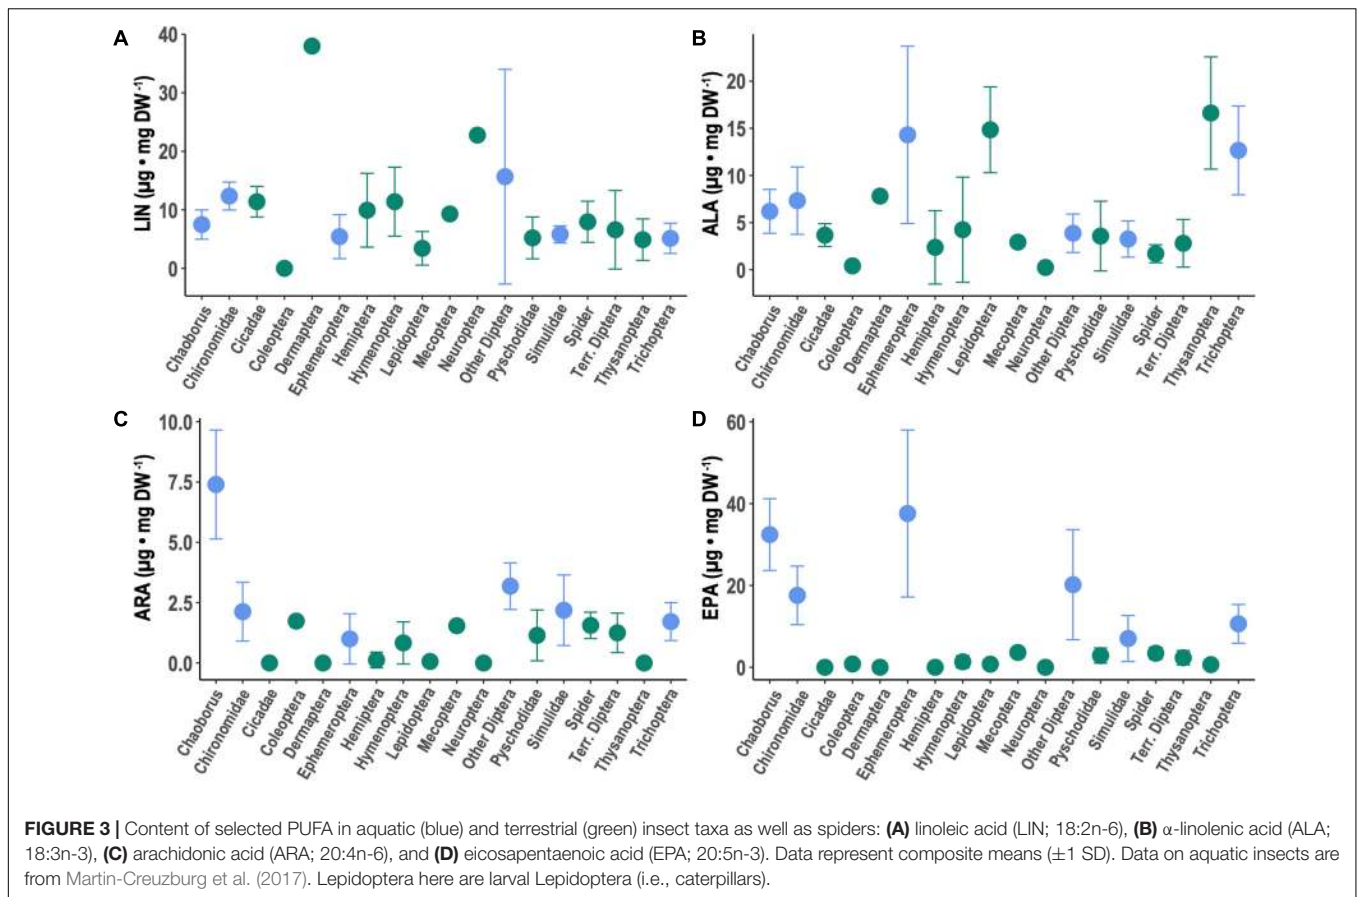 A
LIN (µg • mg DW⁻¹)
40
30
20
10
0
Chaoborus
Chironomidae
Cicadae
Coleoptera
Dermaptera
Ephemeroptera
Hemiptera
Hymenoptera
Lepidoptera
Mecoptera
Neuroptera
Other Diptera
Pyschodidae
Simulidae
Spider
Terr. Diptera
Thysanoptera
Trichoptera
B
ALA (µg • mg DW⁻¹)
20
15
10
5
0
Chaoborus
Chironomidae
Cicadae
Coleoptera
Dermaptera
Ephemeroptera
Hemiptera
Hymenoptera
Lepidoptera
Mecoptera
Neuroptera
Other Diptera
Pyschodidae
Simulidae
Spider
Terr. Diptera
Thysanoptera
Trichoptera
C
ARA (µg • mg DW⁻¹)
10.0
7.5
5.0
2.5
0.0
Chaoborus
Chironomidae
Cicadae
Coleoptera
Dermaptera
Ephemeroptera
Hemiptera
Hymenoptera
Lepidoptera
Mecoptera
Neuroptera
Other Diptera
Pyschodidae
Simulidae
Spider
Terr. Diptera
Thysanoptera
Trichoptera
D
EPA (µg • mg DW⁻¹)
60
40
20
0
Chaoborus
Chironomidae
Cicadae
Coleoptera
Dermaptera
Ephemeroptera
Hemiptera
Hymenoptera
Lepidoptera
Mecoptera
Neuroptera
Other Diptera
Pyschodidae
Simulidae
Spider
Terr. Diptera
Thysanoptera
Trichoptera
FIGURE 3 | Content of selected PUFA in aquatic (blue) and terrestrial (green) insect taxa as well as spiders: (A) linoleic acid (LIN; 18:2n-6), (B) α-linolenic acid (ALA;
18:3n-3), (C) arachidonic acid (ARA; 20:4n-6), and (D) eicosapentaenoic acid (EPA; 20:5n-3). Data represent composite means (±1 SD). Data on aquatic insects are
from Martin-Creuzburg et al. (2017). Lepidoptera here are larval Lepidoptera (i.e., caterpillars).